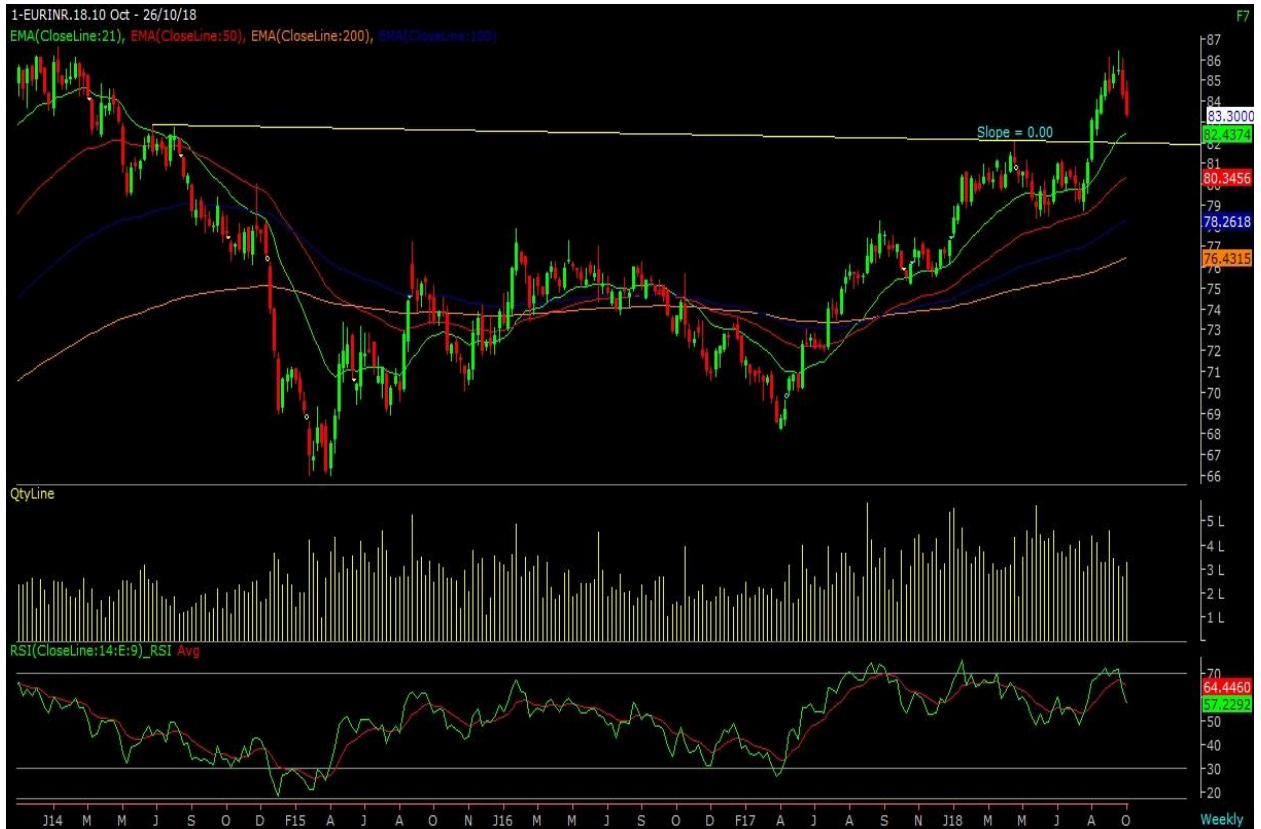 1-EURINR.18.10 Oct - 26/10/18
F7
EMA(CloseLine:21), EMA(CloseLine:50), EMA(CloseLine:200), EMA(CloseLine:100)
87
86
85
84
83.3000
82.4374
82
81
80.3456
80
79
78.2618
77
76.4315
76
75
74
73
72
71
70
69
68
67
66
Slope = 0.00
QtyLine
5 L
4 L
3 L
2 L
1 L
RSI(CloseLine:14:E:9)_RSI Avg
70
64.4460
57.2292
50
40
30
20
J14 M M J S O D F15 A J A O N J16 M M J S O D F17 A J A S N J18 M M J A O
Weekly